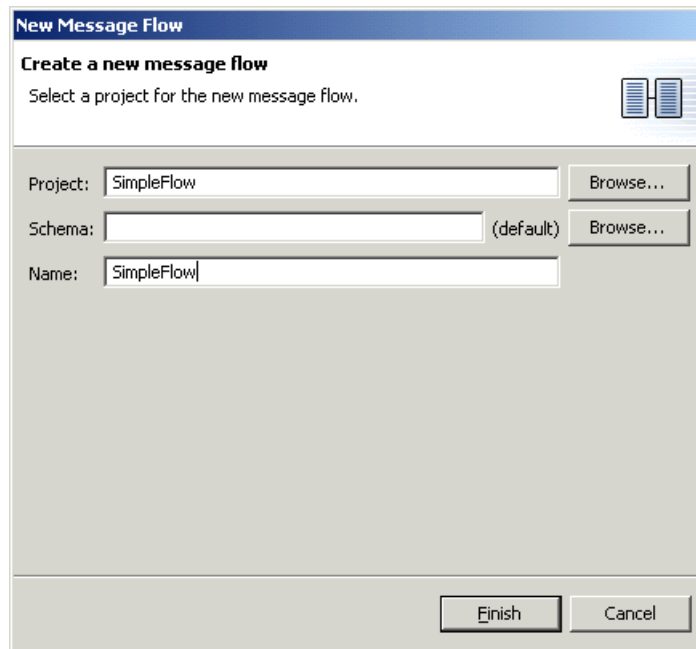 New Message Flow
Create a new message flow
Select a project for the new message flow.
Project: SimpleFlow Browse...
Schema: (default) Browse...
Name: SimpleFlow
Finish Cancel